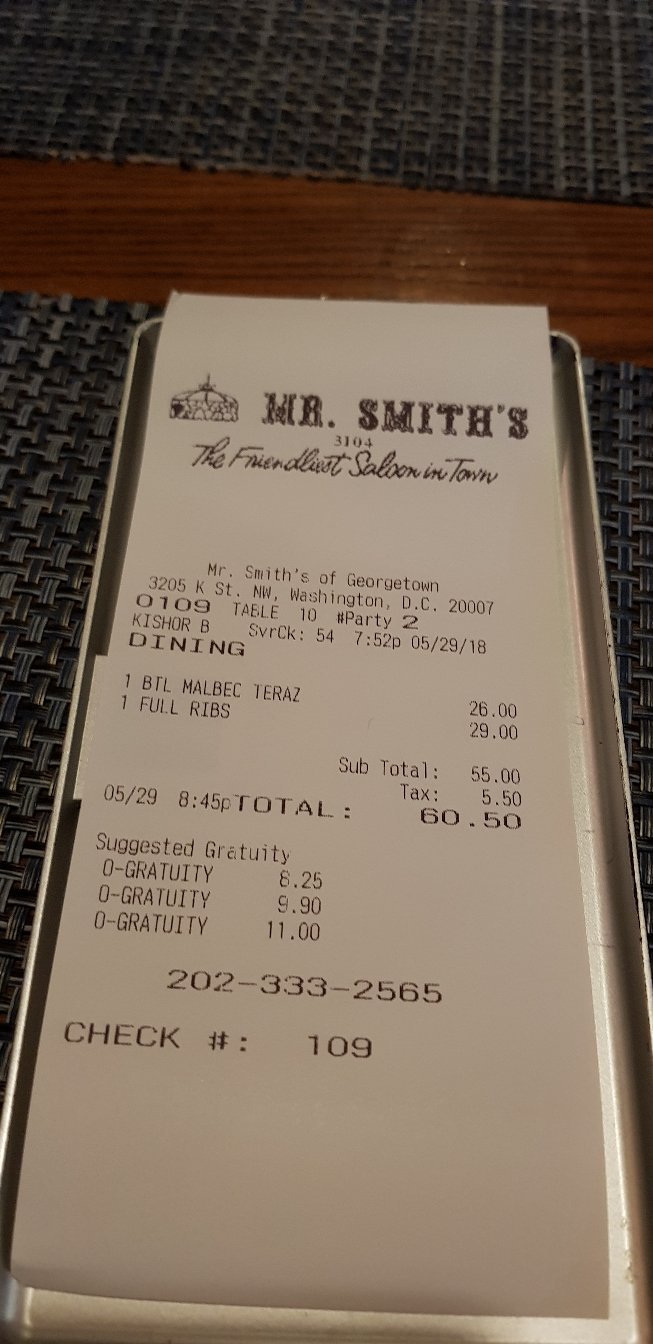 MR. SMITH'S
3104
The Friendliest Saloon in Town
Mr. Smith's of Georgetown
3205 K St. NW, Washington, D.C. 20007
0109 TABLE 10 #Party 2
KISHOR B SvrCk: 54 7:52p 05/29/18
DINING
1 BTL MALBEC TERAZ 26.00
1 FULL RIBS 29.00
Sub Total: 55.00
Tax: 5.50
05/29 8:45pTOTAL: 60.50
Suggested Gratuity
O-GRATUITY 8.25
O-GRATUITY 9.90
O-GRATUITY 11.00
202-333-2565
CHECK #: 109